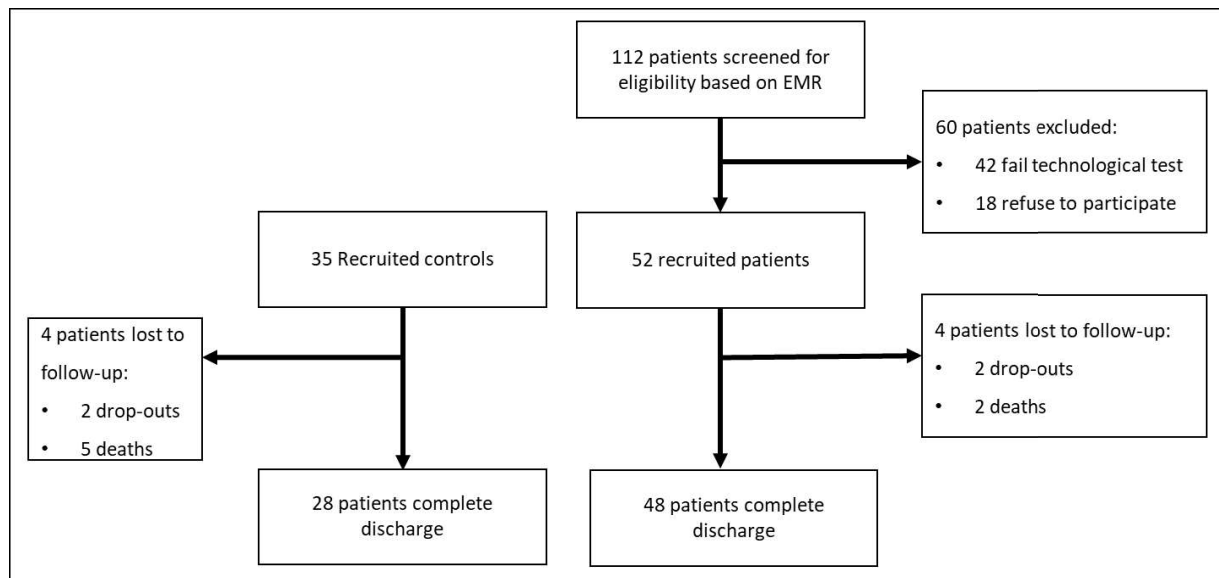 112 patients screened for
eligibility based on EMR
60 patients excluded:
• 42 fail technological test
• 18 refuse to participate
35 Recruited controls
52 recruited patients
4 patients lost to
follow-up:
• 2 drop-outs
• 5 deaths
4 patients lost to follow-up:
• 2 drop-outs
• 2 deaths
28 patients complete
discharge
48 patients complete
discharge